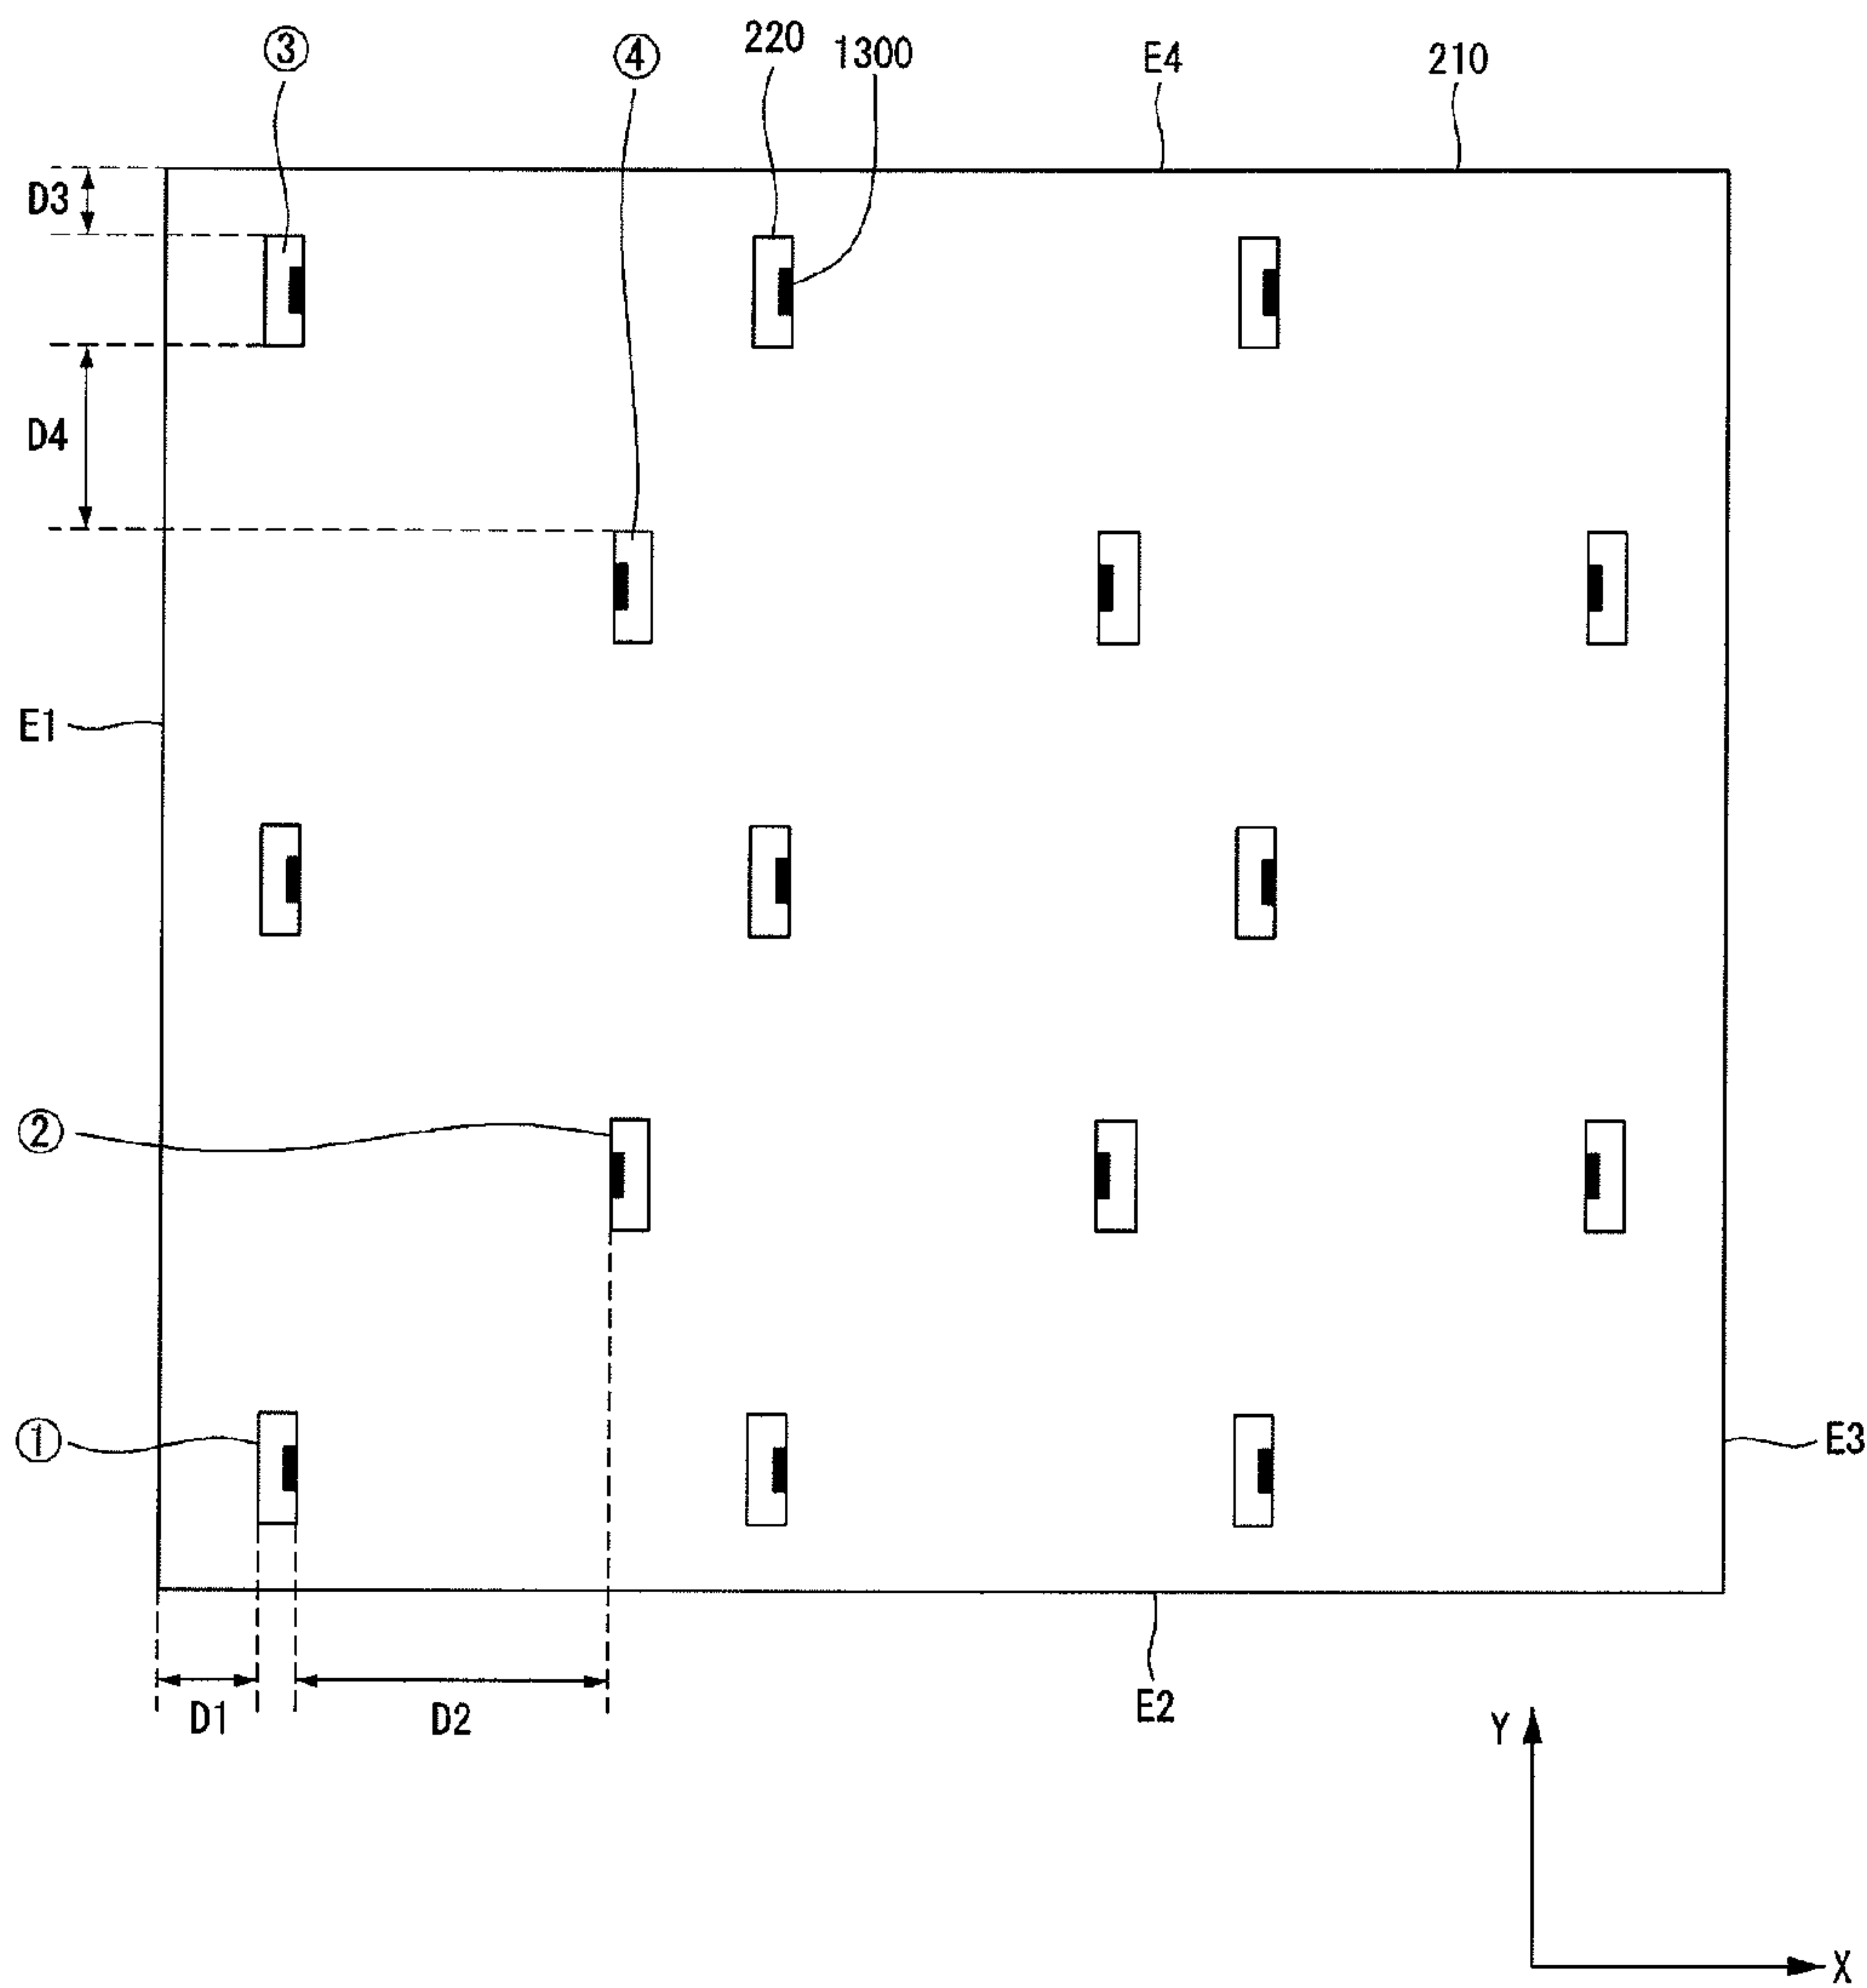 ③ ④ 220 1300 E4 210
D3
D4
E1
②
① E3
D1 D2 E2
Y
X